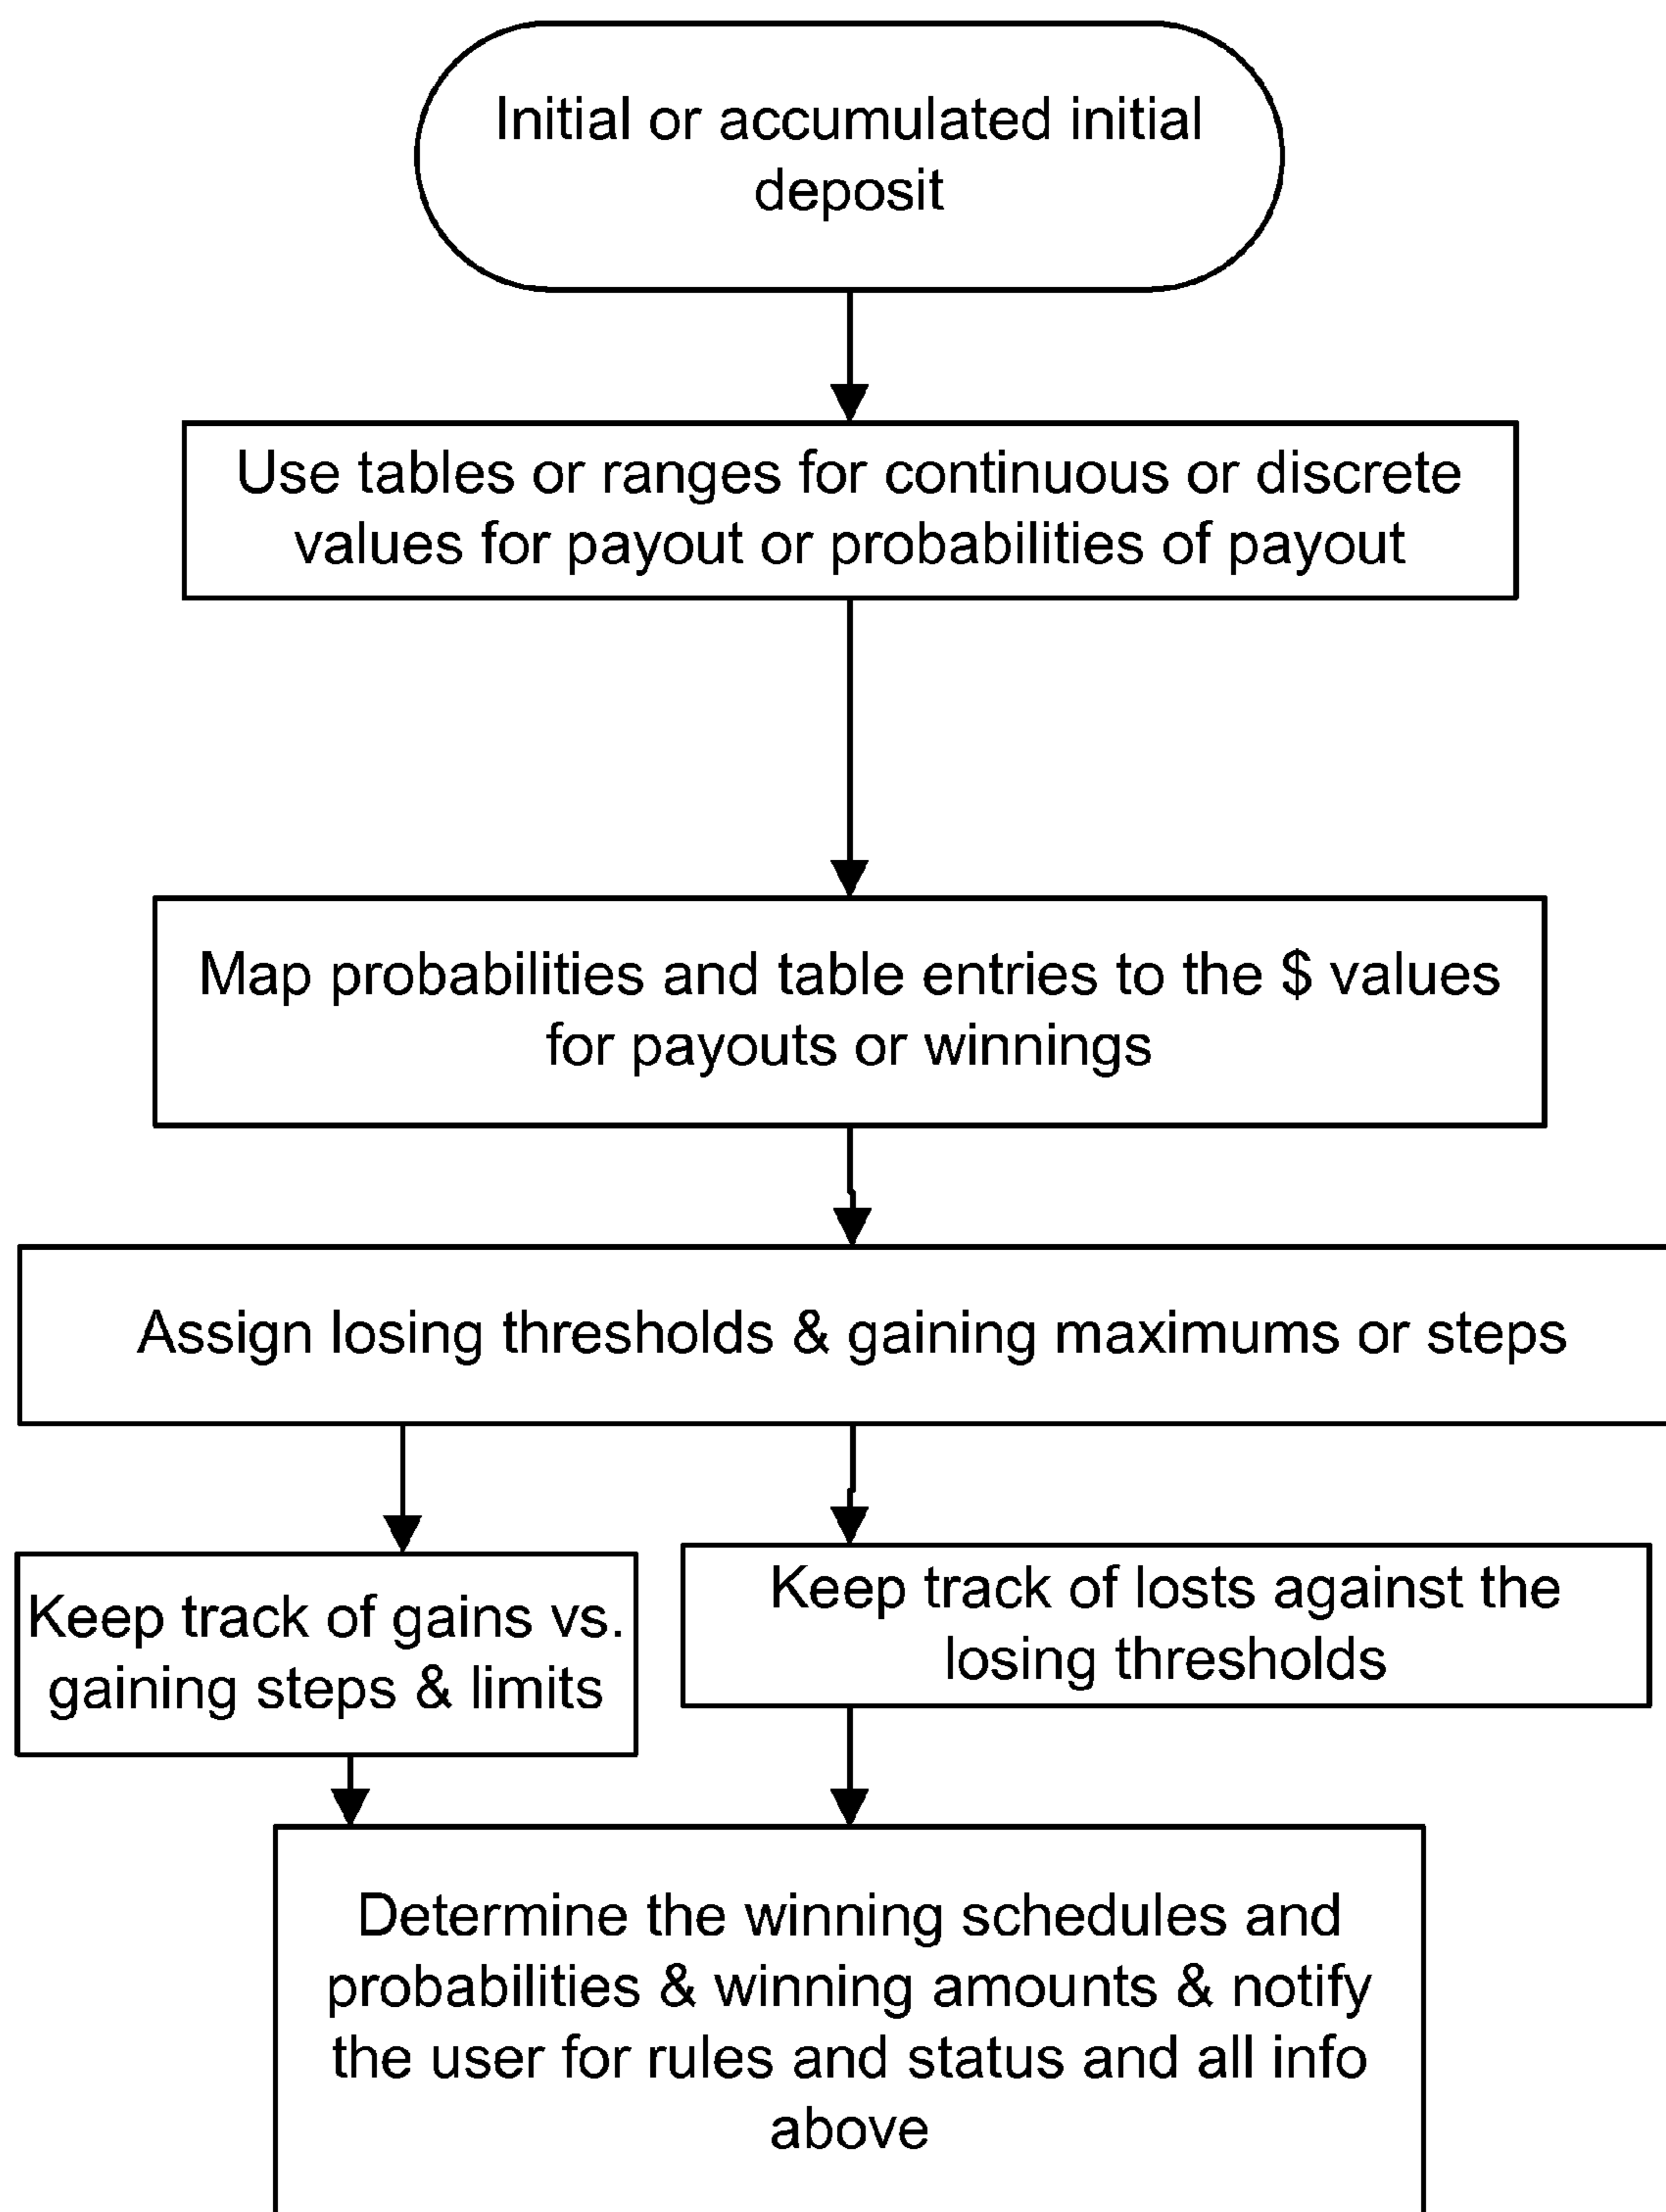 Initial or accumulated initial
deposit
Use tables or ranges for continuous or discrete
values for payout or probabilities of payout
Map probabilities and table entries to the $ values
for payouts or winnings
Assign losing thresholds & gaining maximums or steps
Keep track of gains vs.
gaining steps & limits
Keep track of losts against the
losing thresholds
Determine the winning schedules and
probabilities & winning amounts & notify
the user for rules and status and all info
above